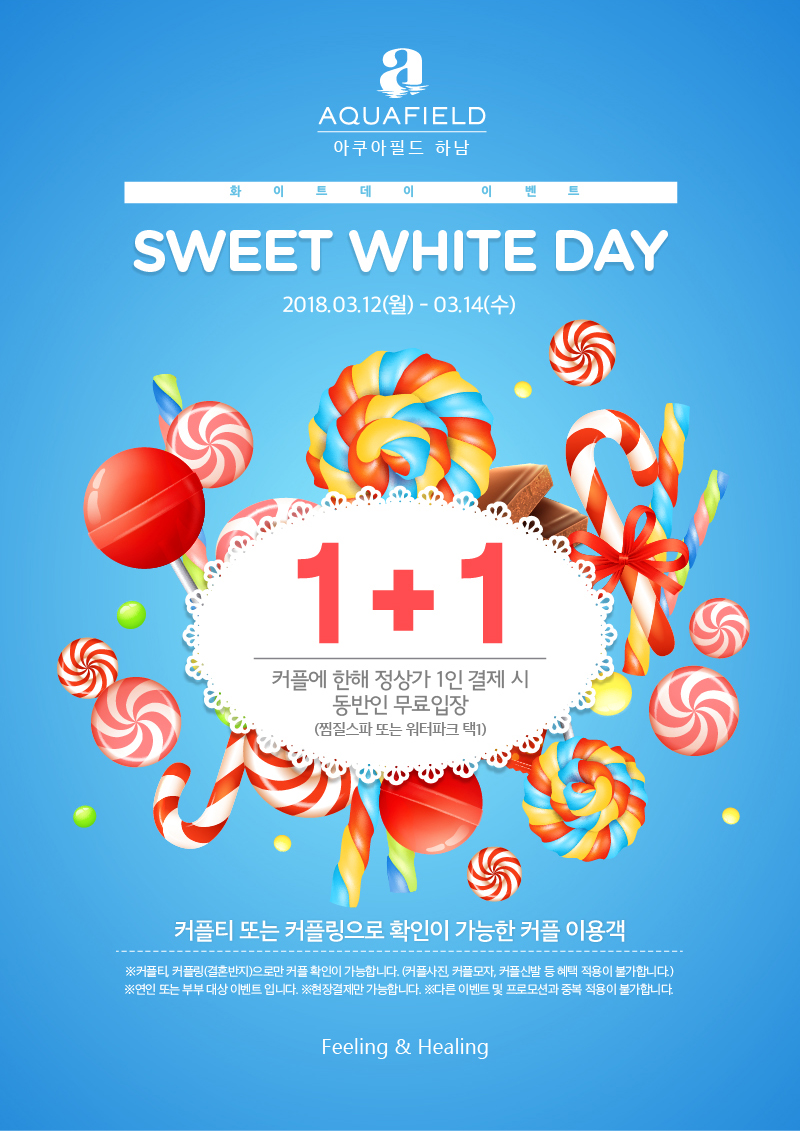 a
AQUAFIELD
아쿠아필드 하남
화이트데이 이벤트
SWEET WHITE DAY
2018.03.12(월) - 03.14(수)
1+1
커플에 한해 정상가 1인 결제 시
동반인 무료입장
(찜질스파 또는 워터파크 택1)
커플티 또는 커플링으로 확인이 가능한 커플 이용객
※커플티, 커플링(결혼반지)으로만 커플 확인이 가능합니다. (커플사진, 커플모자, 커플신발 등 혜택 적용이 불가합니다.)
※연인 또는 부부 대상 이벤트 입니다. ※현장결제만 가능합니다. ※다른 이벤트 및 프로모션과 중복 적용이 불가합니다.
Feeling & Healing